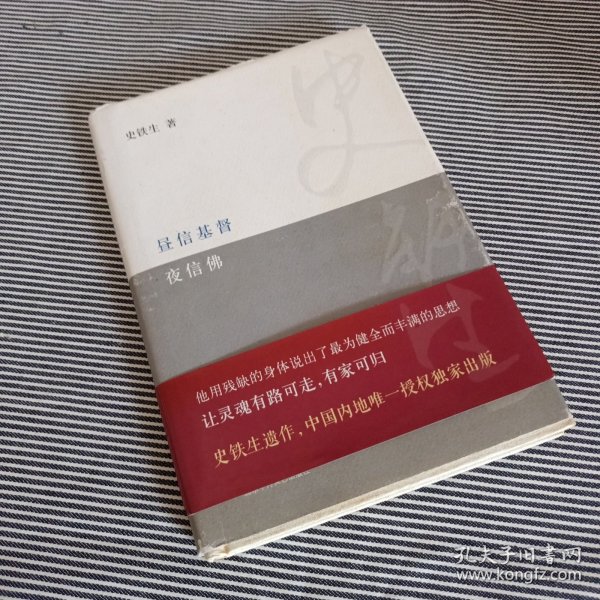 史铁生 著
史
铁
生
昼信基督
夜信佛
他用残缺的身体说出了最为健全而丰满的思想
让灵魂有路可走，有家可归
史铁生遗作，中国内地唯一授权独家出版
孔夫子旧书网
www.kongfz.com